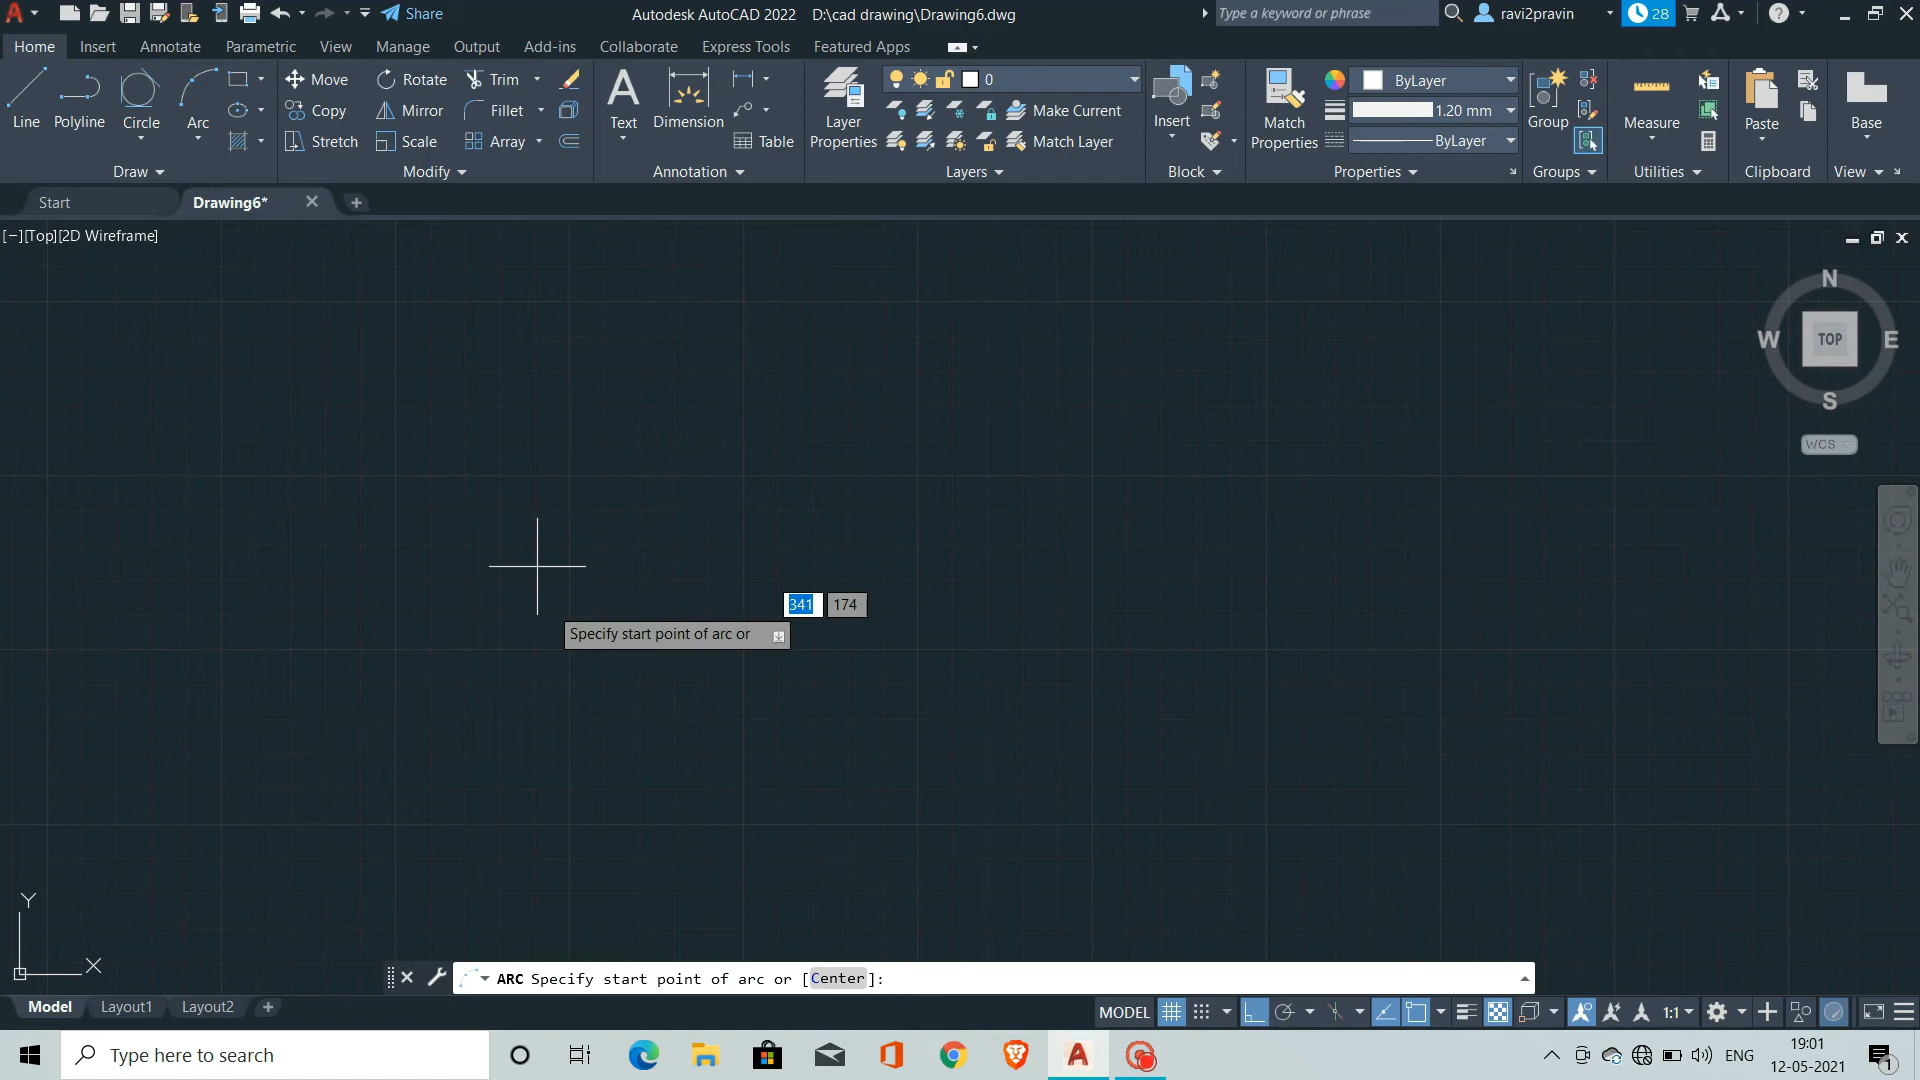 Share
Autodesk AutoCAD 2022 D:\cad drawing\Drawing6.dwg
Type a keyword or phrase
ravi2pravin
28
Home Insert Annotate Parametric View Manage Output Add-ins Collaborate Express Tools Featured Apps
Line Polyline Circle Arc
Move Rotate Trim
Copy Mirror Fillet
Stretch Scale Array
Text Dimension Table
Layer Properties
0
Make Current
Match Layer
Insert
Match Properties
ByLayer
1.20 mm
ByLayer
Group
Measure
Paste
Base
Draw Modify Annotation Layers Block Properties Groups Utilities Clipboard View
Start Drawing6*
[−][Top][2D Wireframe]
N
W TOP E
S
WCS
341 174
Specify start point of arc or
Y
X
ARC Specify start point of arc or [Center]:
Model Layout1 Layout2
MODEL 1:1
Type here to search
ENG
19:01
12-05-2021
1